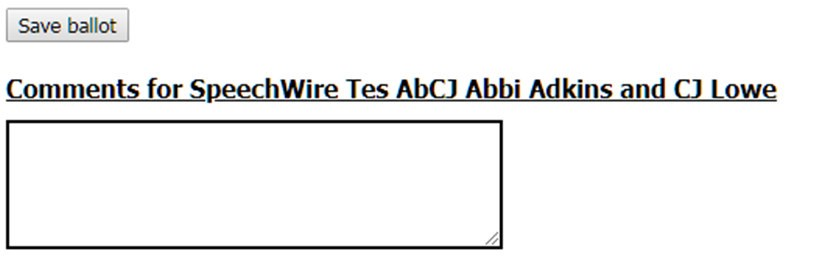 Save ballot
Comments for SpeechWire Tes AbCJ Abbi Adkins and CJ Lowe